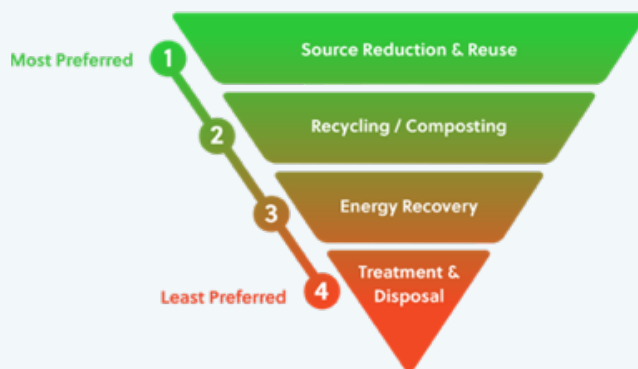 Most Preferred
1
Source Reduction & Reuse
2
Recycling / Composting
3
Energy Recovery
Least Preferred
4
Treatment &
Disposal